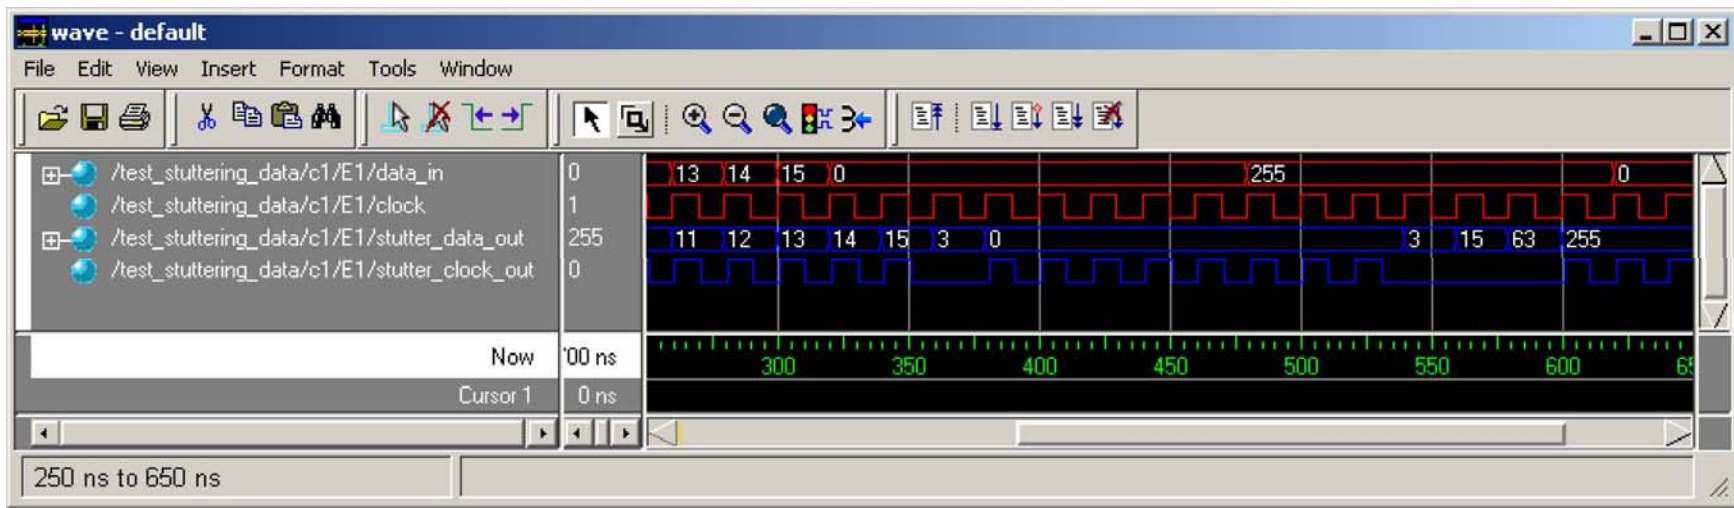 wave - default
File Edit View Insert Format Tools Window
/test_stuttering_data/c1/E1/data_in 0 13 14 15 0 255 0
/test_stuttering_data/c1/E1/clock 1
/test_stuttering_data/c1/E1/stutter_data_out 255 11 12 13 14 15 3 0 3 15 63 255
/test_stuttering_data/c1/E1/stutter_clock_out 0
Now '00 ns 300 350 400 450 500 550 600 65
Cursor 1 0 ns
250 ns to 650 ns